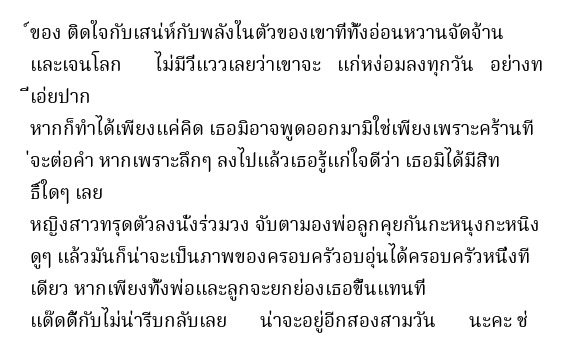 ์ของ ติดใจกับเสน่ห์กับพลังในตัวของเขาที่ทั้งอ่อนหวานจัดจ้าน
และเจนโลก ไม่มีวี่แววเลยว่าเขาจะ แก่หง่อมลงทุกวัน อย่างท
ี่เอ่ยปาก
หากก็ทำได้เพียงแค่คิด เธอมิอาจพูดออกมามิใช่เพียงเพราะคร้านที
่จะต่อคำ หากเพราะลึกๆ ลงไปแล้วเธอรู้แก่ใจดีว่า เธอมิได้มีสิท
ธิ์ใดๆ เลย
หญิงสาวทรุดตัวลงนั่งร่วมวง จับตามองพ่อลูกคุยกันกะหนุงกะหนิง
ดูๆ แล้วมันก็น่าจะเป็นภาพของครอบครัวอบอุ่นได้ครอบครัวหนึ่งที
เดียว หากเพียงทั้งพ่อและลูกจะยกย่องเธอขึ้นแทนที่
แด๊ดดี้กับไม่น่ารีบกลับเลย น่าจะอยู่อีกสองสามวัน นะคะ ช่